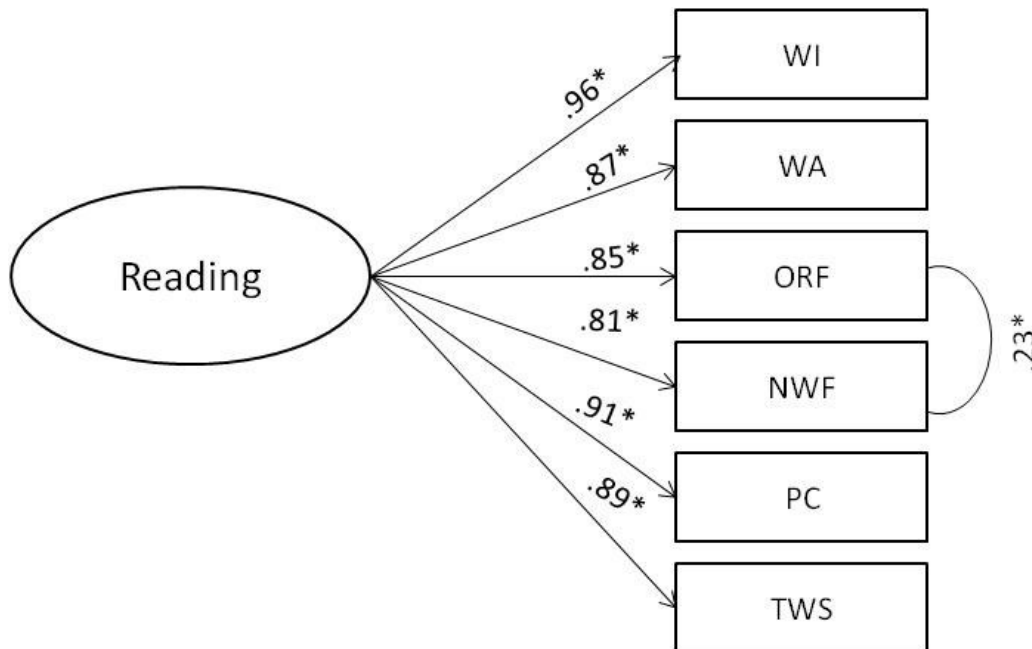 WI
.96*
WA
.87*
Reading
.85*
ORF
.81*
NWF
.23*
.91*
PC
.89*
TWS